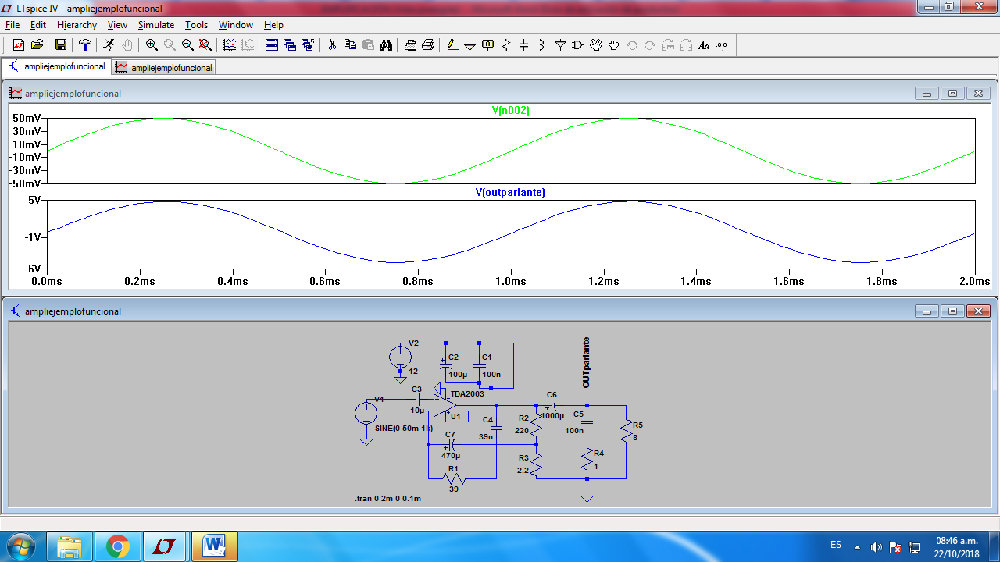 LTspice IV - ampliejemplofuncional
File Edit Hierarchy View Simulate Tools Window Help
ampliejemplofuncional ampliejemplofuncional
ampliejemplofuncional
V(n002)
50mV
30mV
10mV
-10mV
-30mV
-50mV
V(outparlante)
5V
-1V
-6V
0.0ms 0.2ms 0.4ms 0.6ms 0.8ms 1.0ms 1.2ms 1.4ms 1.6ms 1.8ms 2.0ms
ampliejemplofuncional
V2
12
C2
100µ
C1
100n
OUTparlante
V1
SINE(0 50m 1k)
C3
10µ
TDA2003
U1
C4
39n
C7
470µ
R1
39
R2
220
R3
2.2
C6
1000µ
C5
100n
R4
1
R5
8
.tran 0 2m 0 0.1m
ES
08:46 a.m.
22/10/2018